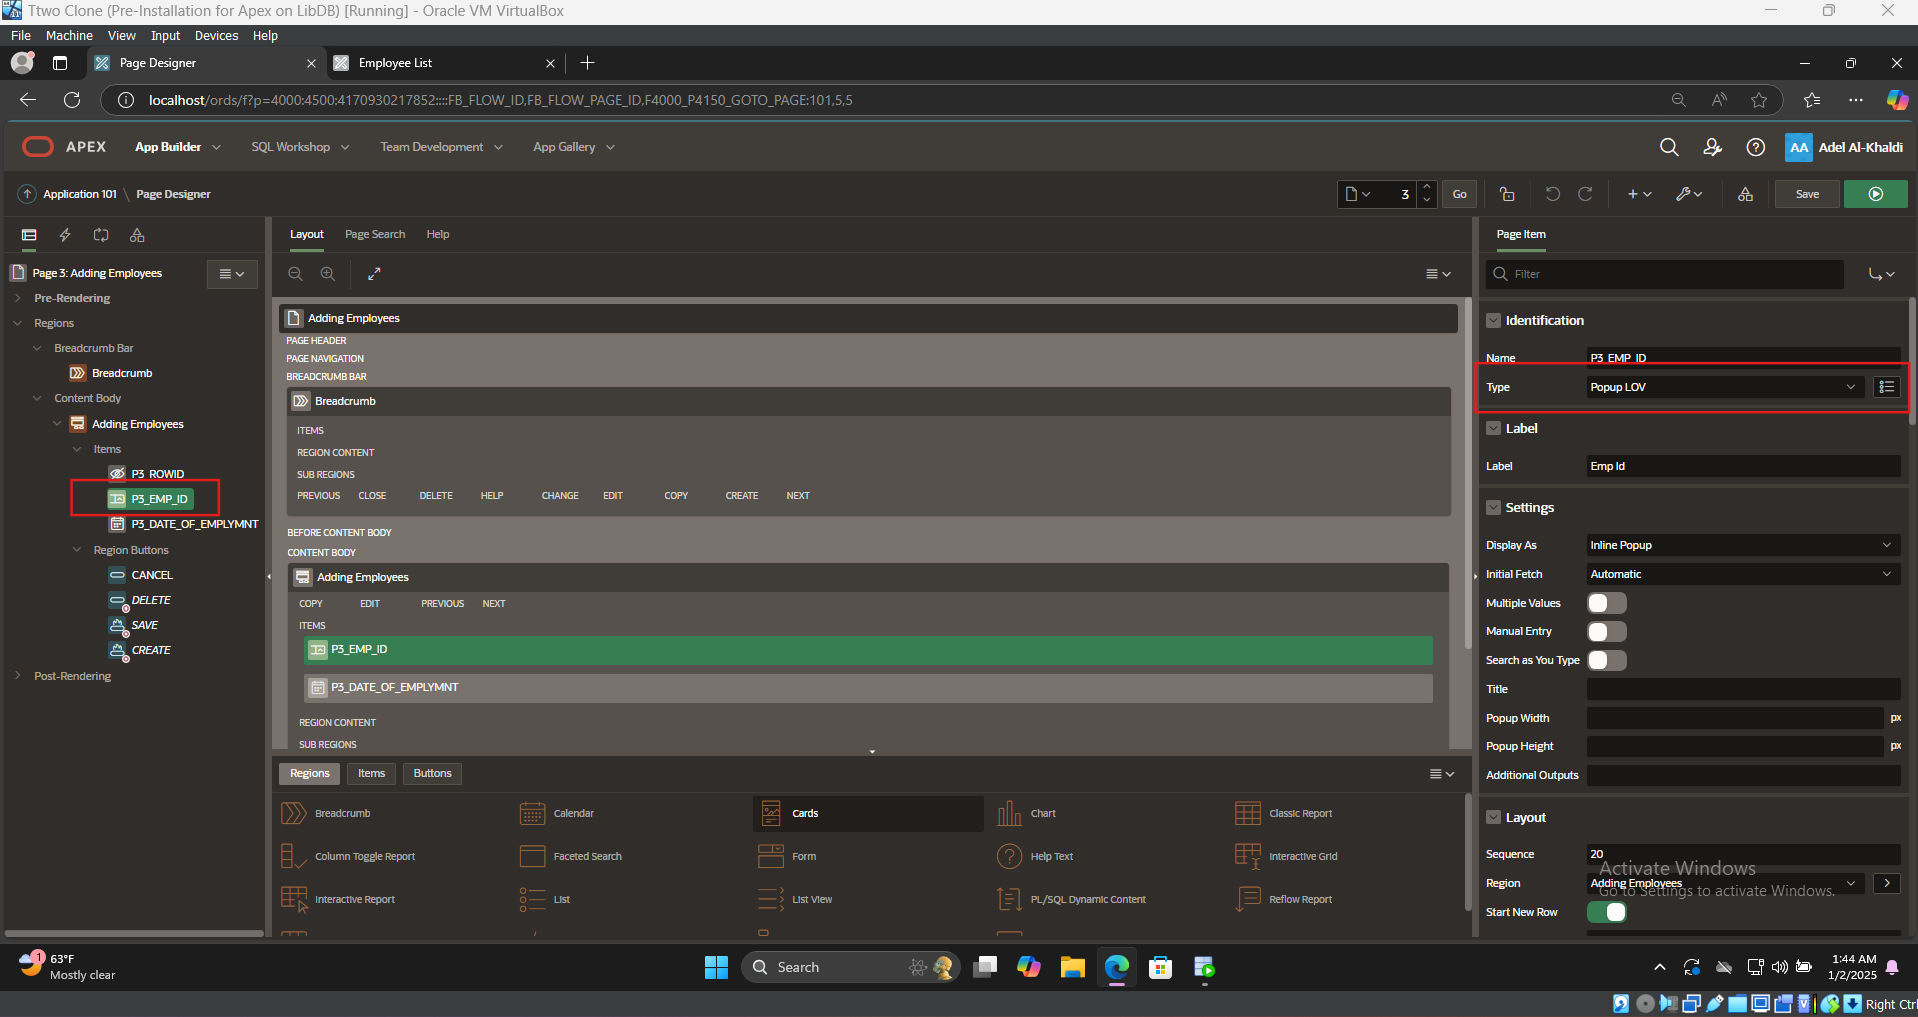 Ttwo Clone (Pre-Installation for Apex on LibDB) [Running] - Oracle VM VirtualBox
File Machine View Input Devices Help
Page Designer
Employee List
localhost/ords/f?p=4000:4500:4170930217852::::FB_FLOW_ID,FB_FLOW_PAGE_ID,F4000_P4150_GOTO_PAGE:101,5,5
APEX App Builder SQL Workshop Team Development App Gallery AA Adel Al-Khaldi
Application 101 \ Page Designer 3 Go Save
Layout Page Search Help
Page Item
Page 3: Adding Employees
Pre-Rendering
Regions
Breadcrumb Bar
Breadcrumb
Content Body
Adding Employees
Items
P3_ROWID
P3_EMP_ID
P3_DATE_OF_EMPLYMNT
Region Buttons
CANCEL
DELETE
SAVE
CREATE
Post-Rendering
Adding Employees
PAGE HEADER
PAGE NAVIGATION
BREADCRUMB BAR
Breadcrumb
ITEMS
REGION CONTENT
SUB REGIONS
PREVIOUS CLOSE DELETE HELP CHANGE EDIT COPY CREATE NEXT
BEFORE CONTENT BODY
CONTENT BODY
Adding Employees
COPY EDIT PREVIOUS NEXT
ITEMS
P3_EMP_ID
P3_DATE_OF_EMPLYMNT
REGION CONTENT
SUB REGIONS
Regions Items Buttons
Breadcrumb Calendar Cards Chart Classic Report
Column Toggle Report Faceted Search Form Help Text Interactive Grid
Interactive Report List List View PL/SQL Dynamic Content Reflow Report
Filter
Identification
Name P3_EMP_ID
Type Popup LOV
Label
Label Emp Id
Settings
Display As Inline Popup
Initial Fetch Automatic
Multiple Values
Manual Entry
Search as You Type
Title
Popup Width px
Popup Height px
Additional Outputs
Layout
Sequence 20
Region Adding Employees
Start New Row
Activate Windows
Go to Settings to activate Windows.
1
63°F
Mostly clear
Search
1:44 AM
1/2/2025
Right Ctrl